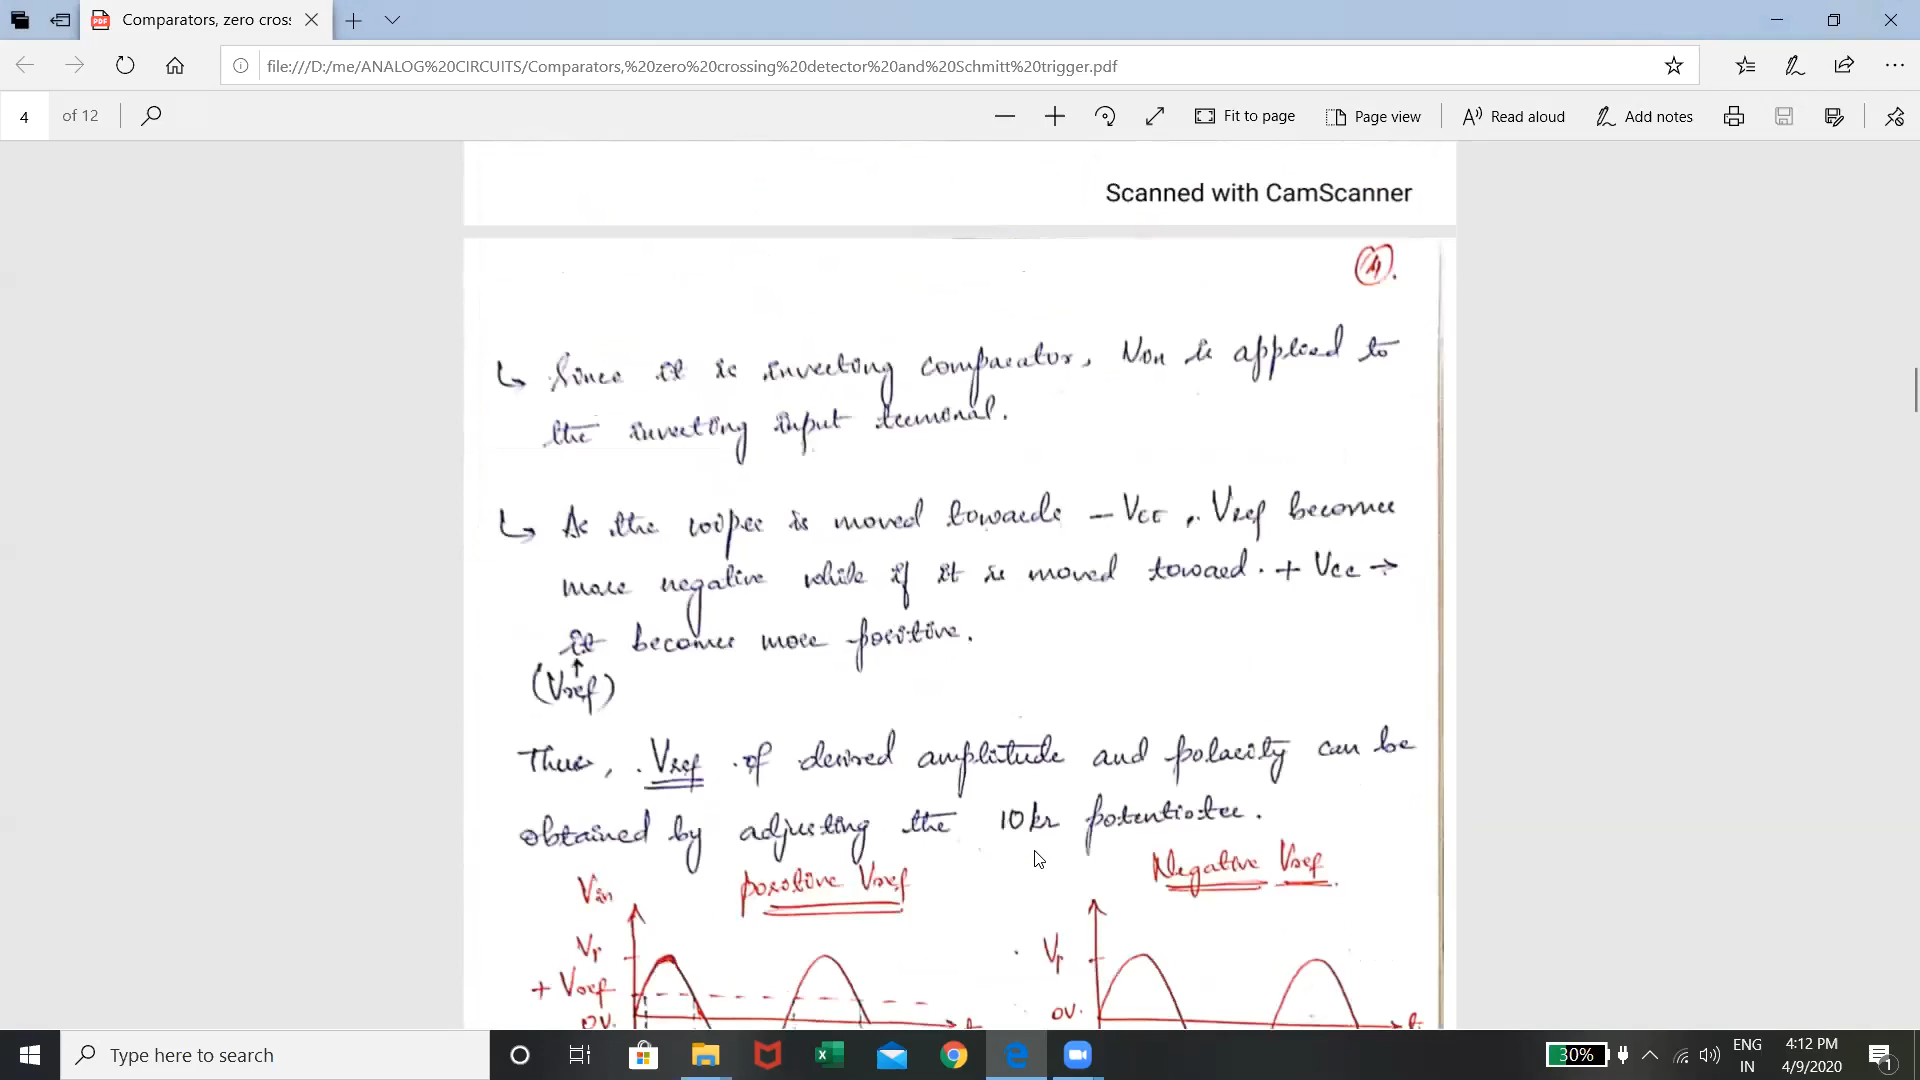 Comparators, zero cross
file:///D:/me/ANALOG%20CIRCUITS/Comparators,%20zero%20crossing%20detector%20and%20Schmitt%20trigger.pdf
4 of 12
Fit to page
Page view
Read aloud
Add notes
Scanned with CamScanner
4.
↳ Since it is inverting comparator, Vin is applied to
the inverting input terminal.
↳ As the wiper is moved towards - Vcc, Vref becomes
more negative while if it is moved toward + Vcc →
it becomes more positive.
↑
(Vref)
Thus, Vref of desired amplitude and polarity can be
obtained by adjusting the 10kΩ potentioter.
Vin
positive Vref
Negative Vref
Vp
Vp
+ Vref
0V.
t
0V.
t
Type here to search
30%
ENG
IN
4:12 PM
4/9/2020
1